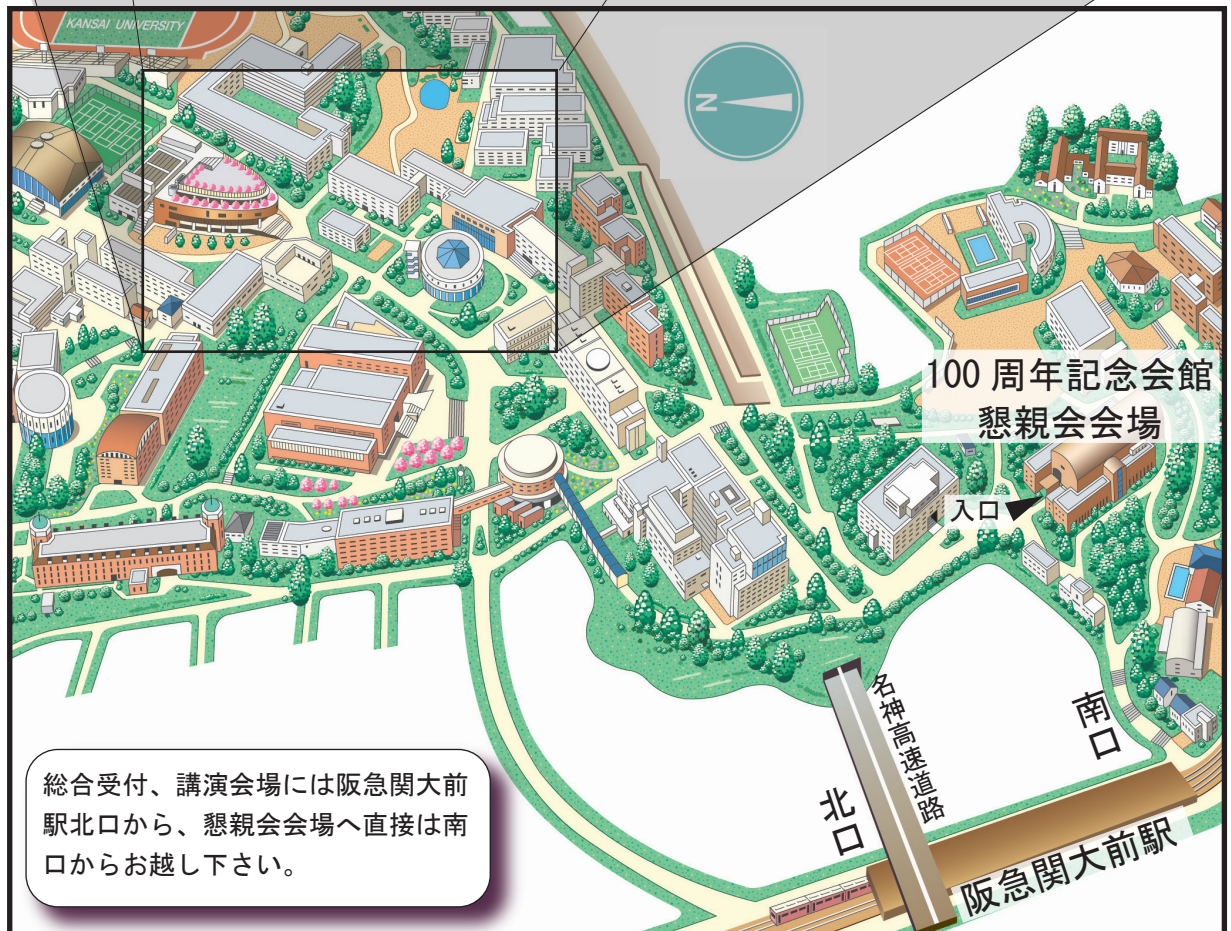 KANSAI UNIVERSITY
N
100 周年記念会館
懇親会会場
入口
名神高速道路
南口
北口
阪急関大前駅
総合受付、講演会場には阪急関大前
駅北口から、懇親会会場へ直接は南
口からお越し下さい。